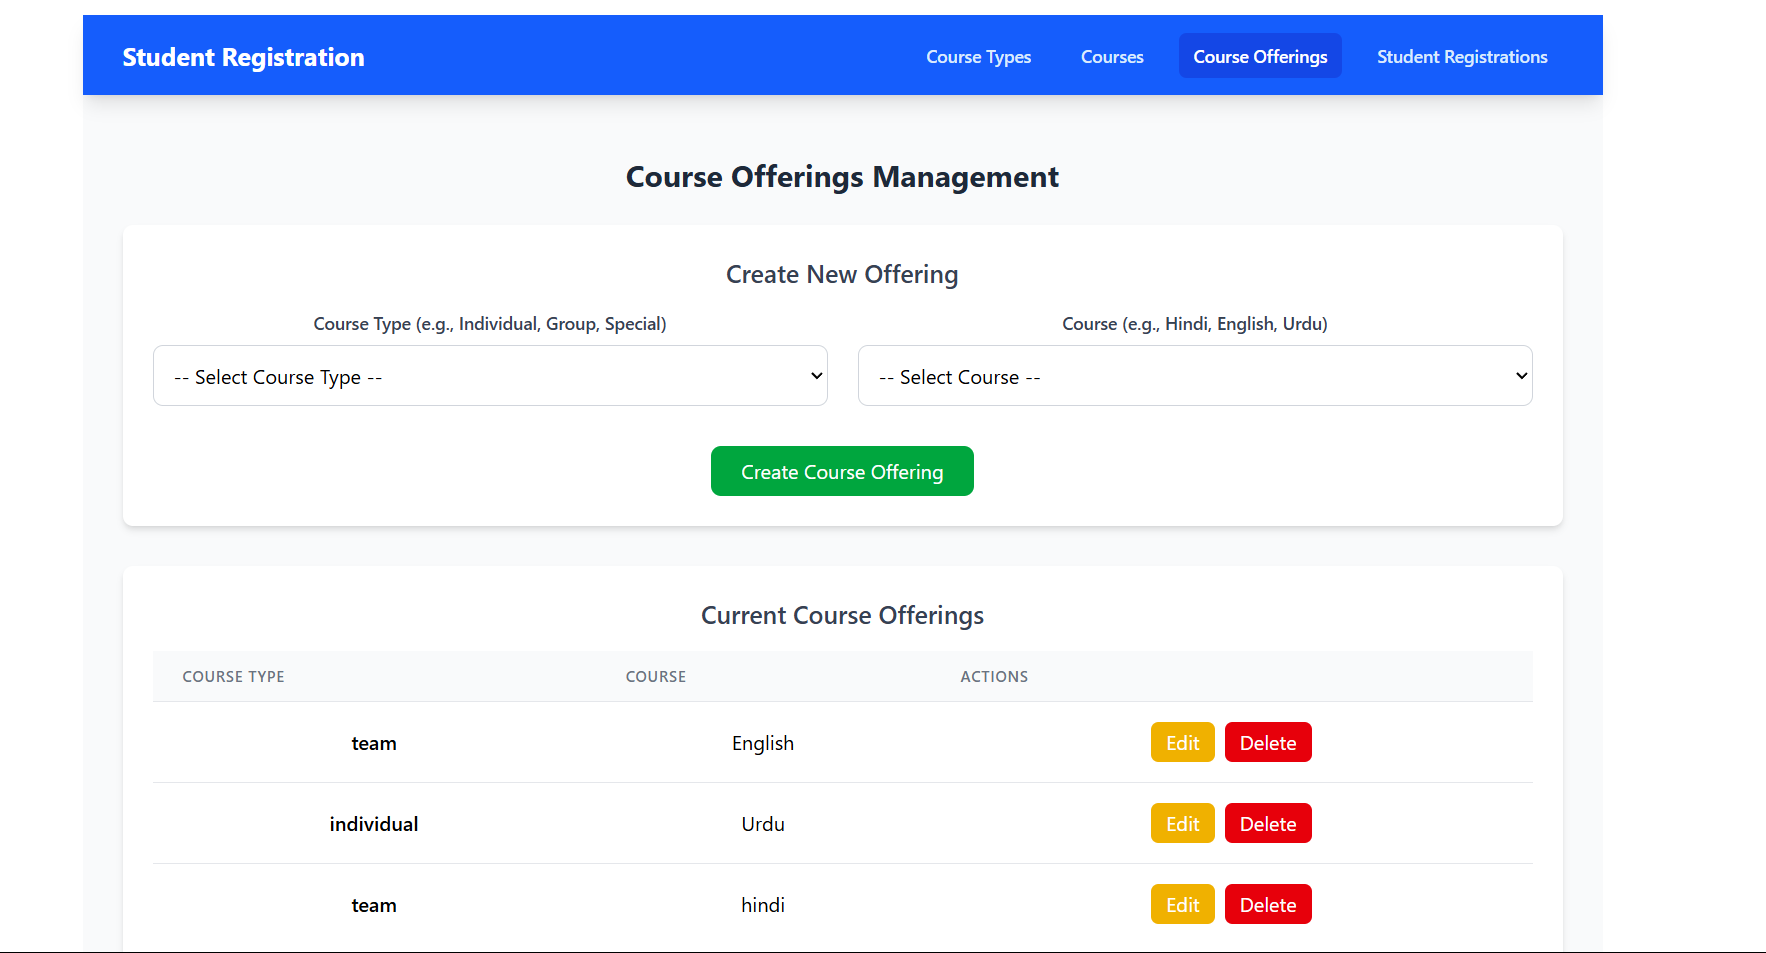 Student Registration
Course Types Courses Course Offerings Student Registrations
Course Offerings Management
Create New Offering
Course Type (e.g., Individual, Group, Special) Course (e.g., Hindi, English, Urdu)
-- Select Course Type -- -- Select Course --
Create Course Offering
Current Course Offerings
COURSE TYPE COURSE ACTIONS
team English Edit Delete
individual Urdu Edit Delete
team hindi Edit Delete